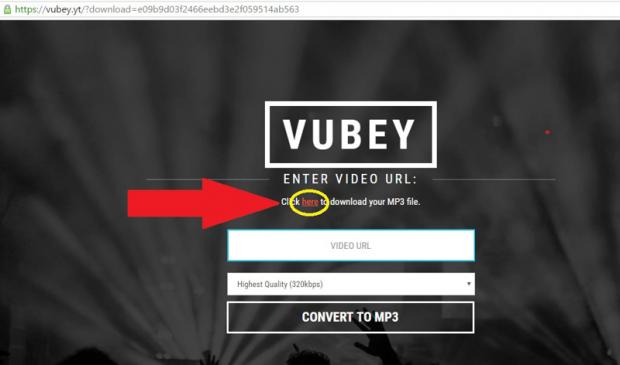 https://vubey.yt/?download=e09b9d03f2466eebd3e2f059514ab563
VUBEY
ENTER VIDEO URL:
Click here to download your MP3 file.
VIDEO URL
Highest Quality (320kbps)
CONVERT TO MP3